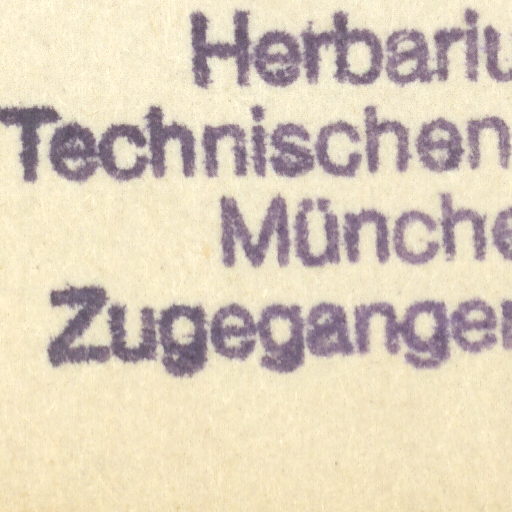 Herbariu
Technischen
Münche
Zugegangen